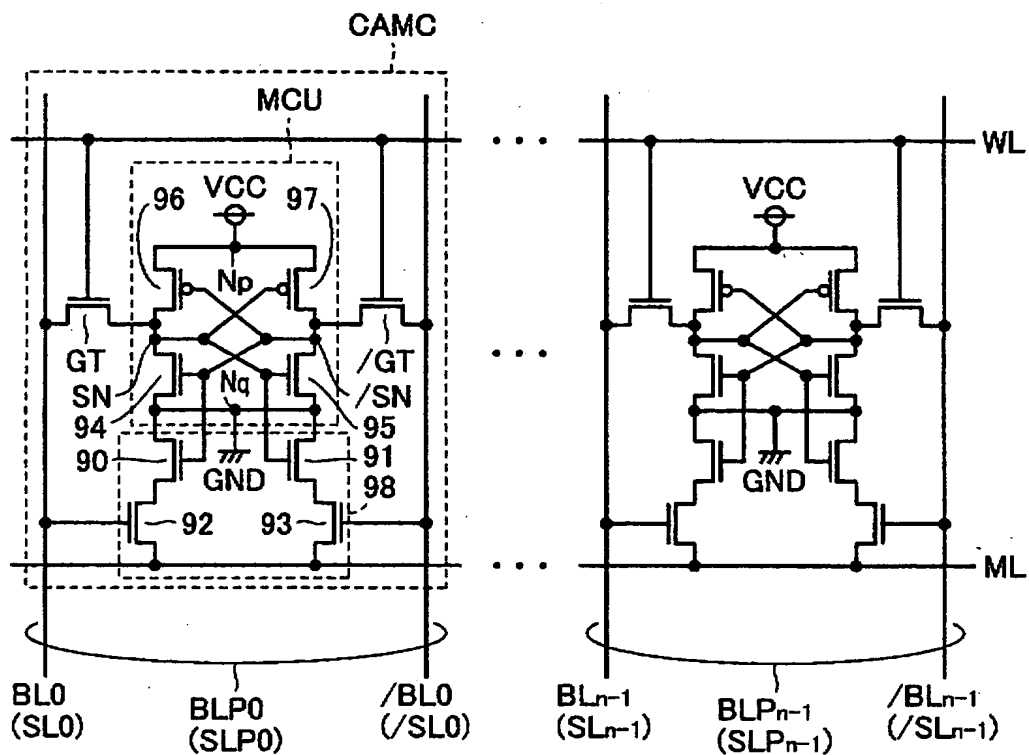 CAMC
MCU
WL
VCC
VCC
96
97
Np
GT
/GT
SN
/SN
Nq
94
95
90
91
GND
GND
98
92
93
ML
BL0
(SL0)
BLP0
(SLP0)
/BL0
(/SL0)
BLn-1
(SLn-1)
BLPn-1
(SLPn-1)
/BLn-1
(/SLn-1)